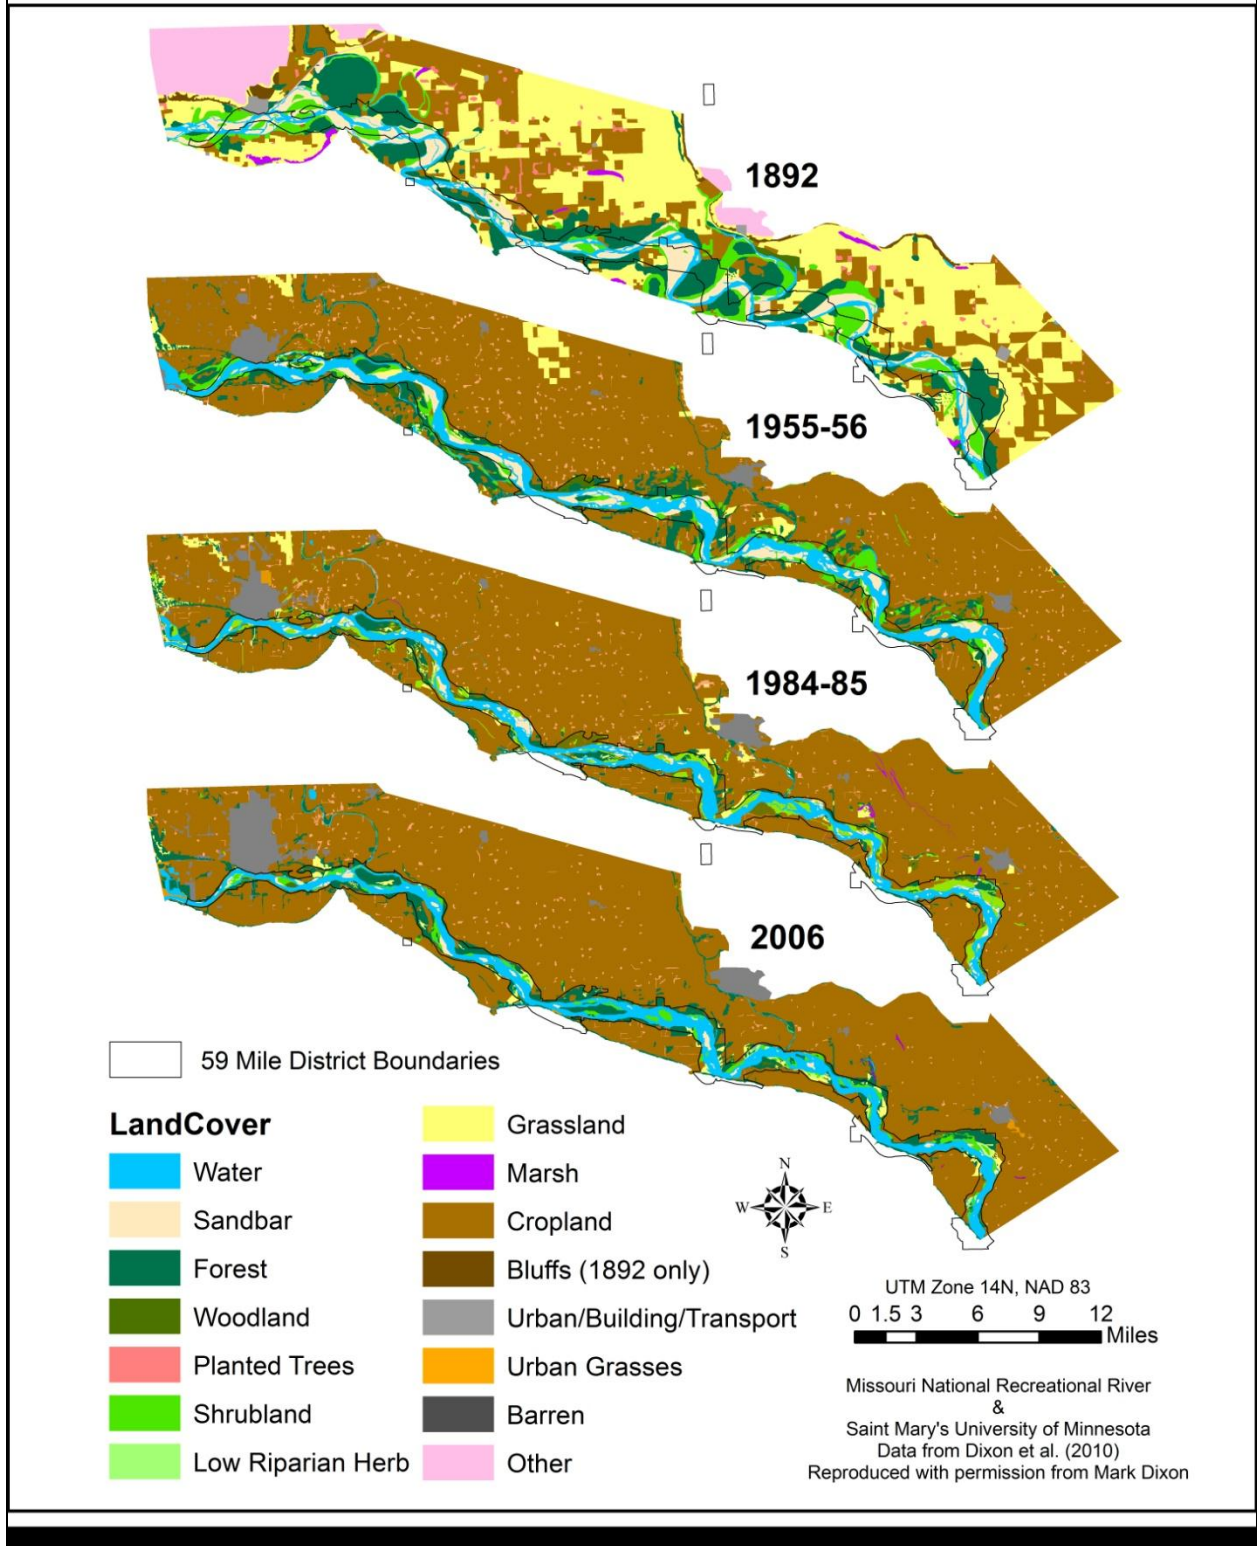 1892
1955-56
1984-85
2006
59 Mile District Boundaries
LandCover
Water
Sandbar
Forest
Woodland
Planted Trees
Shrubland
Low Riparian Herb
Grassland
Marsh
Cropland
Bluffs (1892 only)
Urban/Building/Transport
Urban Grasses
Barren
Other
N
W E
S
UTM Zone 14N, NAD 83
0 1.5 3 6 9 12
Miles
Missouri National Recreational River
&
Saint Mary's University of Minnesota
Data from Dixon et al. (2010)
Reproduced with permission from Mark Dixon